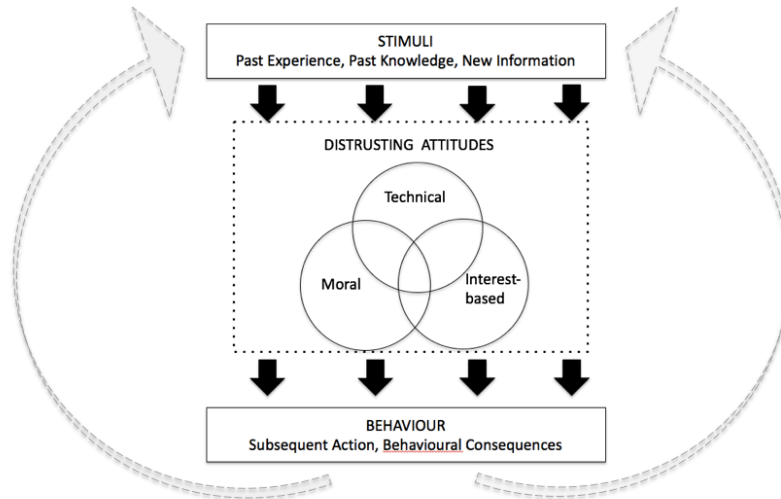 STIMULI
Past Experience, Past Knowledge, New Information
DISTRUSTING ATTITUDES
Technical
Moral
Interest-
based
BEHAVIOUR
Subsequent Action, Behavioural Consequences